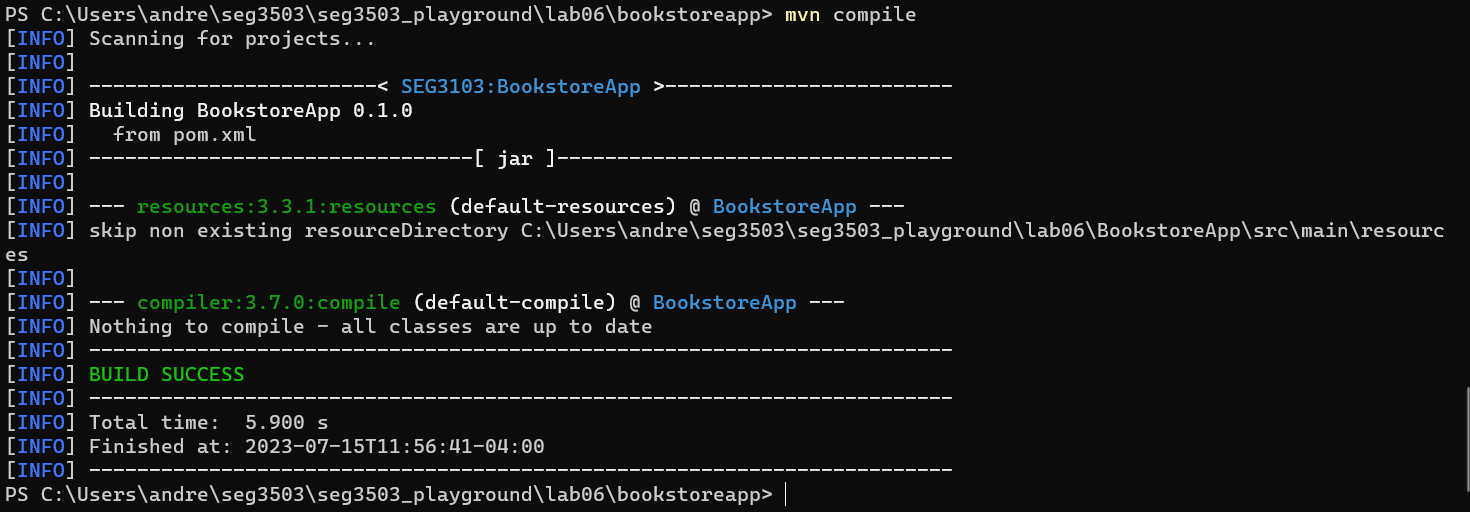 PS C:\Users\andre\seg3503\seg3503_playground\lab06\bookstoreapp> mvn compile
[INFO] Scanning for projects...
[INFO]
[INFO] ------------------------< SEG3103:BookstoreApp >------------------------
[INFO] Building BookstoreApp 0.1.0
[INFO]   from pom.xml
[INFO] --------------------------------[ jar ]---------------------------------
[INFO]
[INFO] --- resources:3.3.1:resources (default-resources) @ BookstoreApp ---
[INFO] skip non existing resourceDirectory C:\Users\andre\seg3503\seg3503_playground\lab06\BookstoreApp\src\main\resourc
es
[INFO]
[INFO] --- compiler:3.7.0:compile (default-compile) @ BookstoreApp ---
[INFO] Nothing to compile - all classes are up to date
[INFO] ------------------------------------------------------------------------
[INFO] BUILD SUCCESS
[INFO] ------------------------------------------------------------------------
[INFO] Total time:  5.900 s
[INFO] Finished at: 2023-07-15T11:56:41-04:00
[INFO] ------------------------------------------------------------------------
PS C:\Users\andre\seg3503\seg3503_playground\lab06\bookstoreapp>